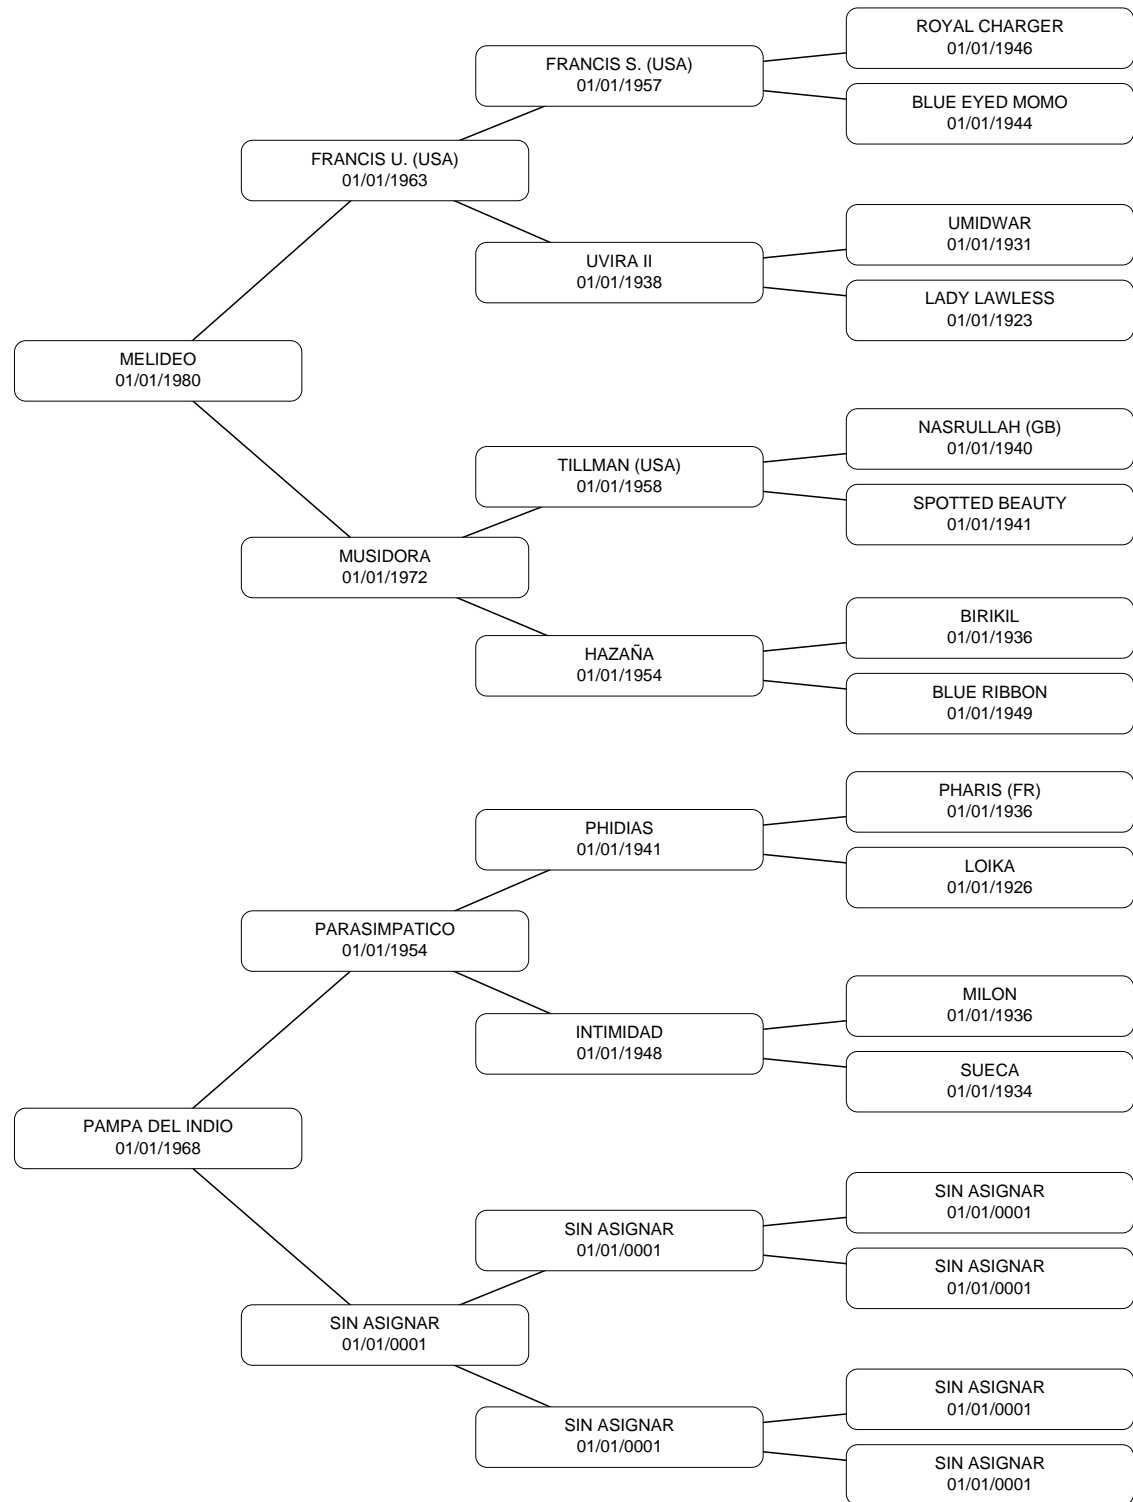 ROYAL CHARGER
01/01/1946
FRANCIS S. (USA)
01/01/1957
BLUE EYED MOMO
01/01/1944
FRANCIS U. (USA)
01/01/1963
UMIDWAR
01/01/1931
UVIRA II
01/01/1938
LADY LAWLESS
01/01/1923
MELIDEO
01/01/1980
NASRULLAH (GB)
01/01/1940
TILLMAN (USA)
01/01/1958
SPOTTED BEAUTY
01/01/1941
MUSIDORA
01/01/1972
BIRIKIL
01/01/1936
HAZAÑA
01/01/1954
BLUE RIBBON
01/01/1949
PHARIS (FR)
01/01/1936
PHIDIAS
01/01/1941
LOIKA
01/01/1926
PARASIMPATICO
01/01/1954
MILON
01/01/1936
INTIMIDAD
01/01/1948
SUECA
01/01/1934
PAMPA DEL INDIO
01/01/1968
SIN ASIGNAR
01/01/0001
SIN ASIGNAR
01/01/0001
SIN ASIGNAR
01/01/0001
SIN ASIGNAR
01/01/0001
SIN ASIGNAR
01/01/0001
SIN ASIGNAR
01/01/0001
SIN ASIGNAR
01/01/0001